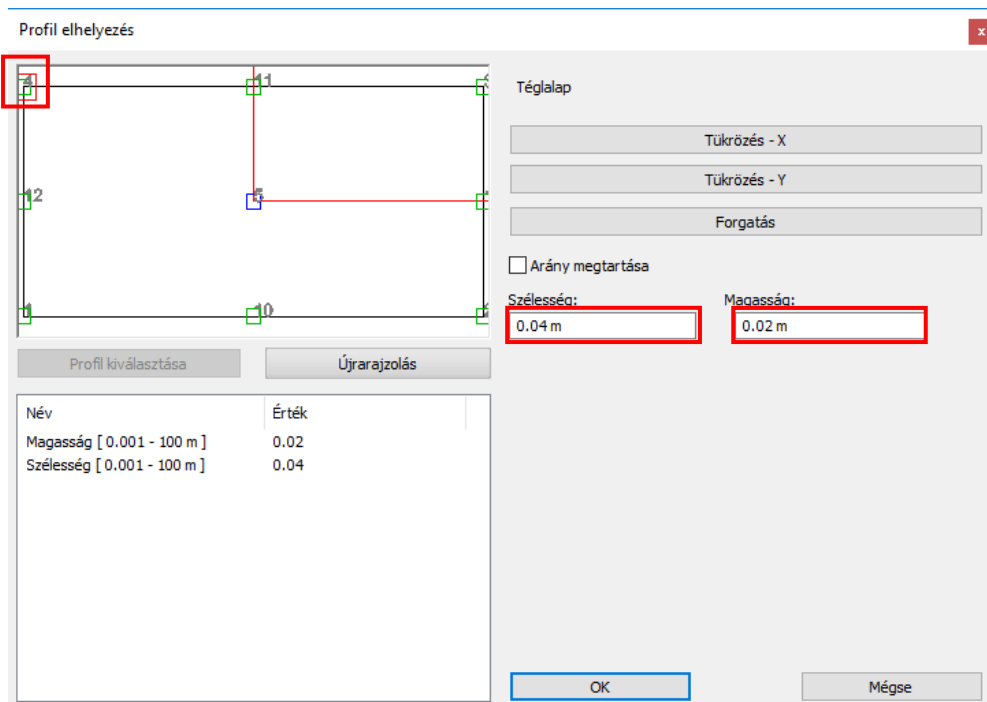 Profil elhelyezés
x
4 11
12 5
10
Téglalap
Tükrözés - X
Tükrözés - Y
Forgatás
Arány megtartása
Szélesség: Magasság:
0.04 m 0.02 m
Profil kiválasztása Újrarajzolás
Név Érték
Magasság [ 0.001 - 100 m ] 0.02
Szélesség [ 0.001 - 100 m ] 0.04
OK Mégse